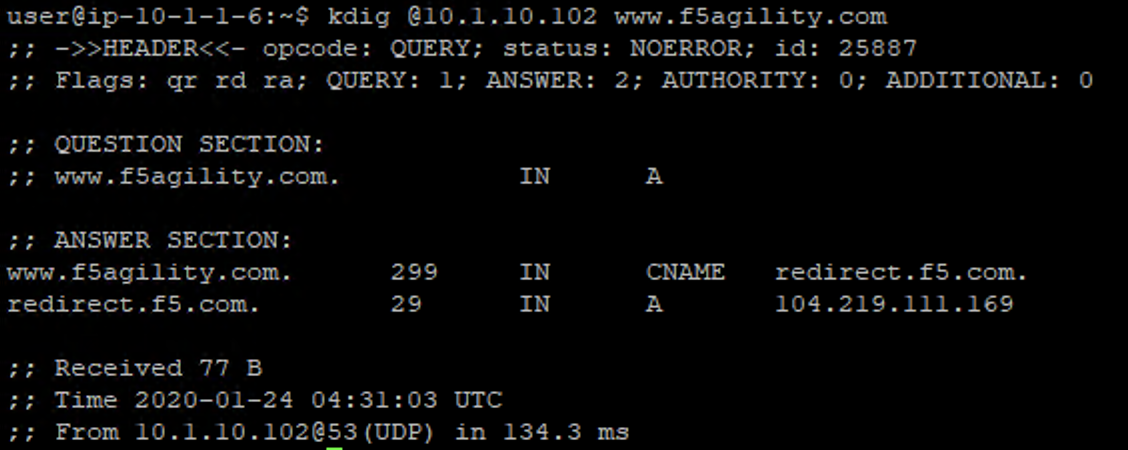 user@ip-10-1-1-6:~$ kdig @10.1.10.102 www.f5agility.com
;; ->>HEADER<<- opcode: QUERY; status: NOERROR; id: 25887
;; Flags: qr rd ra; QUERY: 1; ANSWER: 2; AUTHORITY: 0; ADDITIONAL: 0
;; QUESTION SECTION:
;; www.f5agility.com. IN A
;; ANSWER SECTION:
www.f5agility.com. 299 IN CNAME redirect.f5.com.
redirect.f5.com. 29 IN A 104.219.111.169
;; Received 77 B
;; Time 2020-01-24 04:31:03 UTC
;; From 10.1.10.102@53(UDP) in 134.3 ms